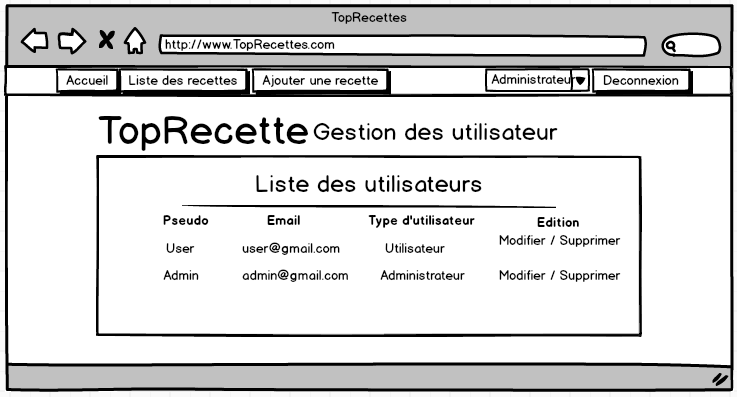 TopRecettes
http://www.TopRecettes.com
Accueil Liste des recettes Ajouter une recette Administrateur Deconnexion
TopRecette Gestion des utilisateur
Liste des utilisateurs
Pseudo Email Type d'utilisateur Edition
User user@gmail.com Utilisateur Modifier / Supprimer
Admin admin@gmail.com Administrateur Modifier / Supprimer